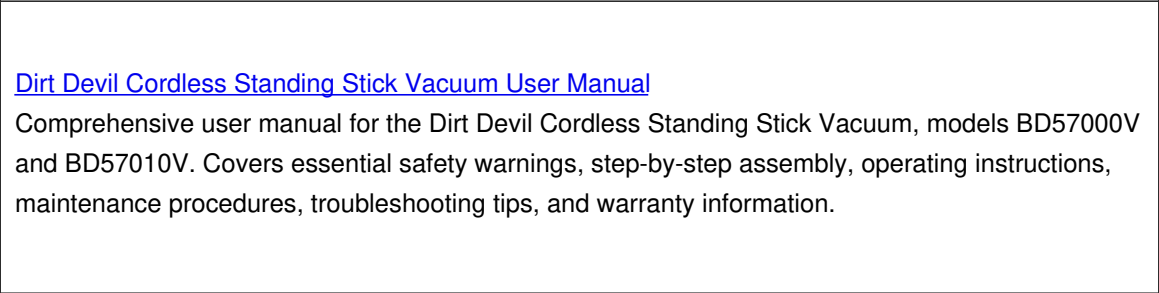 Dirt Devil Cordless Standing Stick Vacuum User Manual
Comprehensive user manual for the Dirt Devil Cordless Standing Stick Vacuum, models BD57000V
and BD57010V. Covers essential safety warnings, step-by-step assembly, operating instructions,
maintenance procedures, troubleshooting tips, and warranty information.